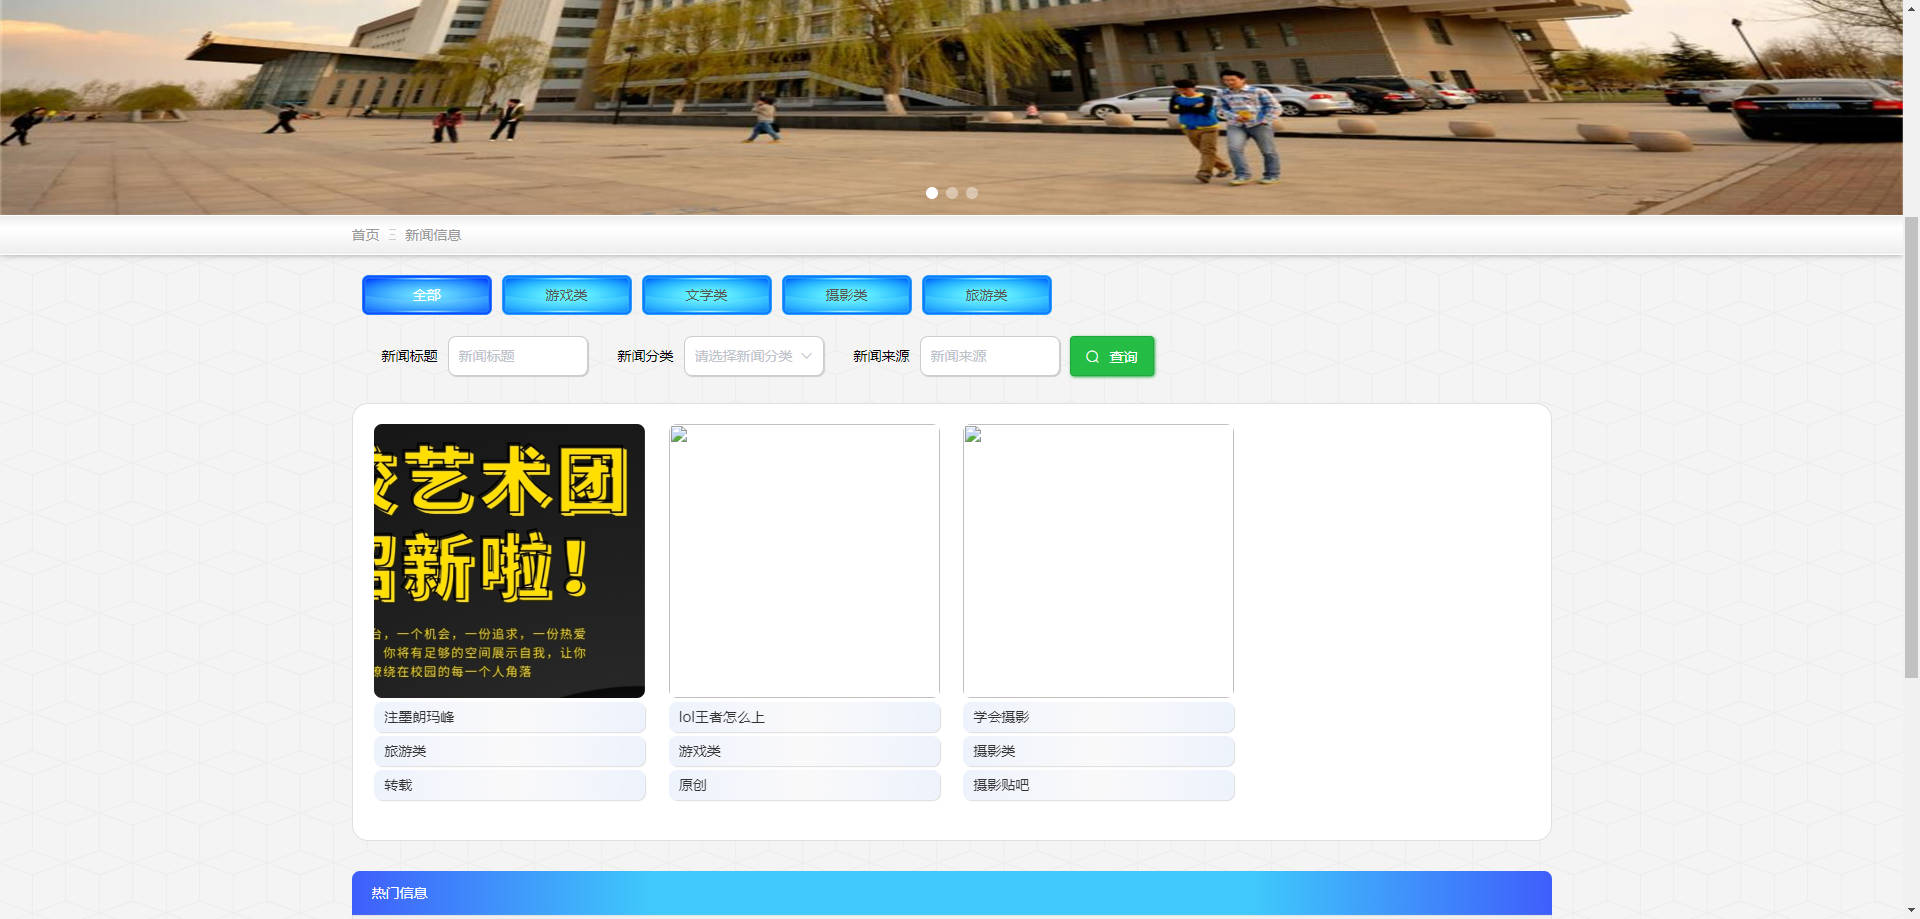 首页 新闻信息
全部 游戏类 文学类 摄影类 旅游类
新闻标题 新闻标题 新闻分类 请选择新闻分类 新闻来源 新闻来源 查询
艺术团
新啦！
，一个机会，一份追求，一份热爱
你将有足够的空间展示自我，让你
绕在校园的每一个人角落
注墨朗玛峰 lol王者怎么上 学会摄影
旅游类 游戏类 摄影类
转载 原创 摄影贴吧
热门信息